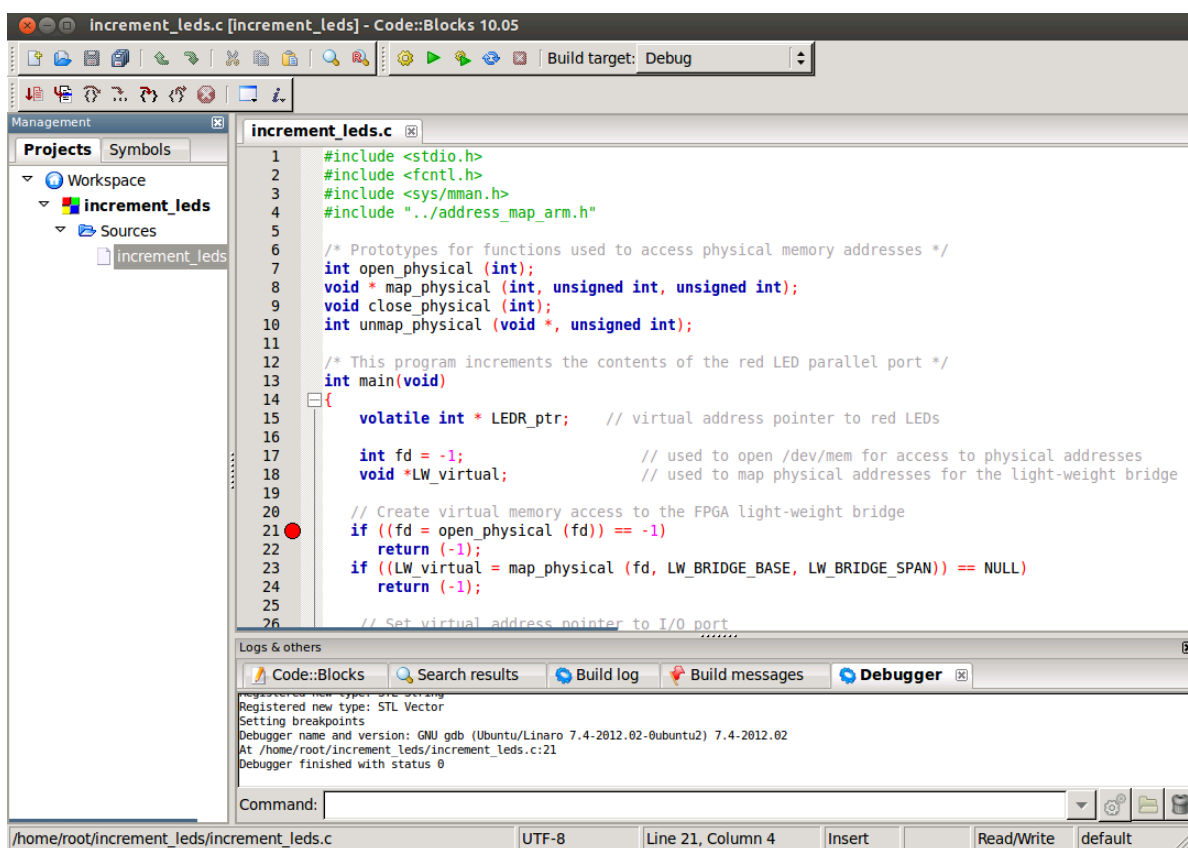 increment_leds.c [increment_leds] - Code::Blocks 10.05
Build target: Debug
Management
Projects Symbols
Workspace
increment_leds
Sources
increment_leds
increment_leds.c
1 #include <stdio.h>
2 #include <fcntl.h>
3 #include <sys/mman.h>
4 #include "../address_map_arm.h"
5
6 /* Prototypes for functions used to access physical memory addresses */
7 int open_physical (int);
8 void * map_physical (int, unsigned int, unsigned int);
9 void close_physical (int);
10 int unmap_physical (void *, unsigned int);
11
12 /* This program increments the contents of the red LED parallel port */
13 int main(void)
14 {
15 volatile int * LEDR_ptr; // virtual address pointer to red LEDs
16
17 int fd = -1; // used to open /dev/mem for access to physical addresses
18 void *LW_virtual; // used to map physical addresses for the light-weight bridge
19
20 // Create virtual memory access to the FPGA light-weight bridge
21 if ((fd = open_physical (fd)) == -1)
22 return (-1);
23 if ((LW_virtual = map_physical (fd, LW_BRIDGE_BASE, LW_BRIDGE_SPAN)) == NULL)
24 return (-1);
25
26 // Set virtual address pointer to I/O port
Logs & others
Code::Blocks Search results Build log Build messages Debugger
Registered new type: STL String
Registered new type: STL Vector
Setting breakpoints
Debugger name and version: GNU gdb (Ubuntu/Linaro 7.4-2012.02-0ubuntu2) 7.4-2012.02
At /home/root/increment_leds/increment_leds.c:21
Debugger finished with status 0
Command:
/home/root/increment_leds/increment_leds.c UTF-8 Line 21, Column 4 Insert Read/Write default